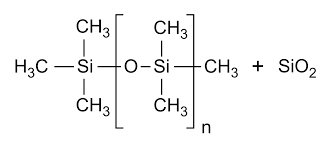 CH₃ CH₃
H₃C Si O Si CH₃ + SiO₂
CH₃ CH₃
n